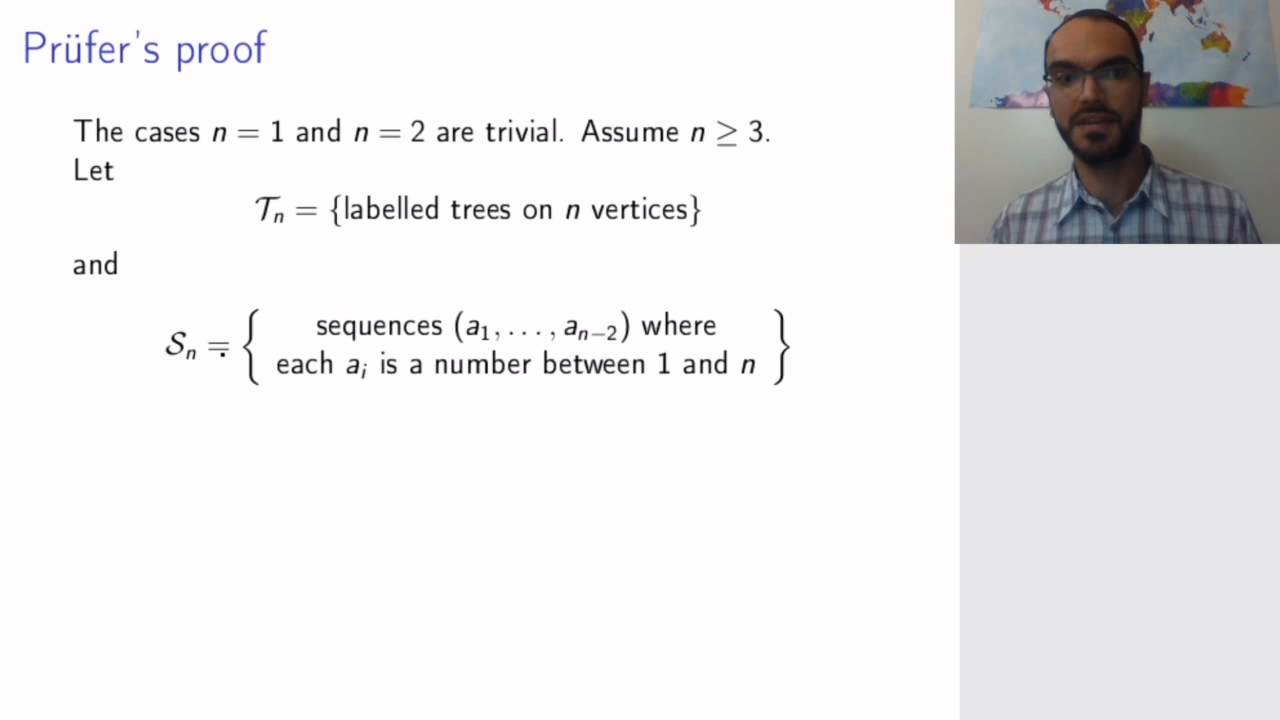 Prüfer's proof
The cases n = 1 and n = 2 are trivial. Assume n ≥ 3.
Let
𝒯ₙ = {labelled trees on n vertices}
and
𝒮ₙ = { sequences (a₁, . . . , aₙ₋₂) where
each aᵢ is a number between 1 and n }